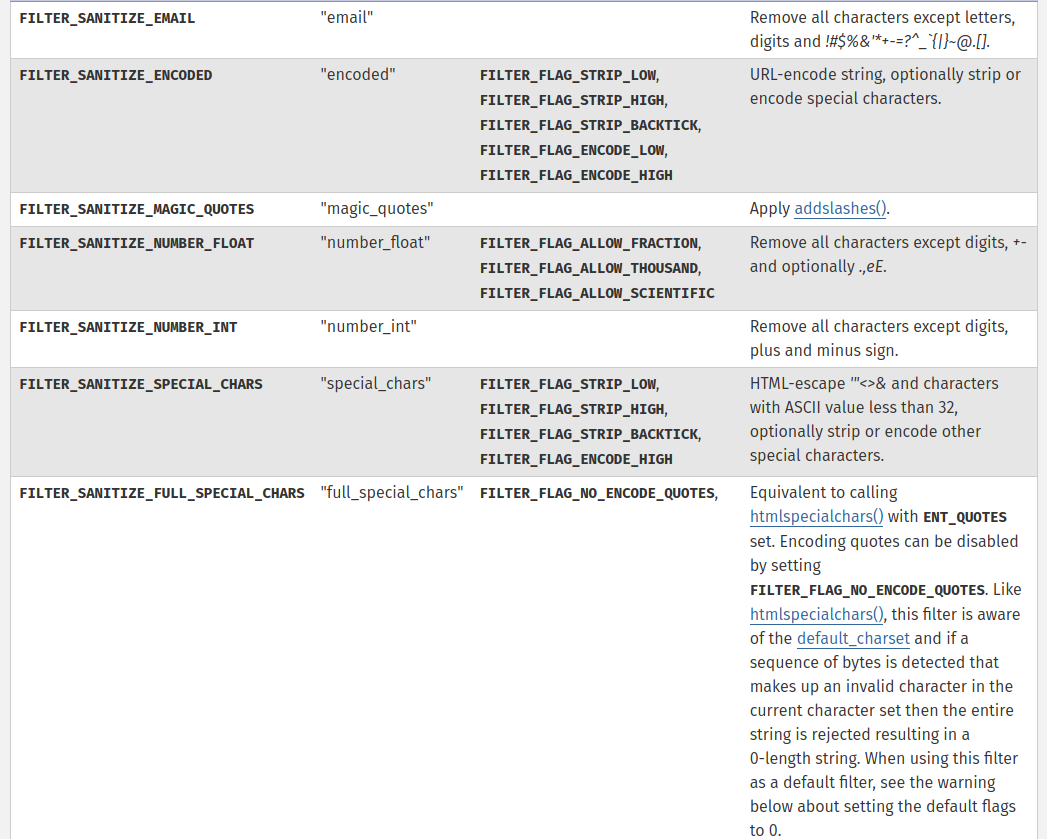 FILTER_SANITIZE_EMAIL "email" Remove all characters except letters,
digits and !#$%&'*+-=?^_`{|}~@.[].
FILTER_SANITIZE_ENCODED "encoded" FILTER_FLAG_STRIP_LOW, URL-encode string, optionally strip or
FILTER_FLAG_STRIP_HIGH, encode special characters.
FILTER_FLAG_STRIP_BACKTICK,
FILTER_FLAG_ENCODE_LOW,
FILTER_FLAG_ENCODE_HIGH
FILTER_SANITIZE_MAGIC_QUOTES "magic_quotes" Apply addslashes().
FILTER_SANITIZE_NUMBER_FLOAT "number_float" FILTER_FLAG_ALLOW_FRACTION, Remove all characters except digits, +-
FILTER_FLAG_ALLOW_THOUSAND, and optionally .,eE.
FILTER_FLAG_ALLOW_SCIENTIFIC
FILTER_SANITIZE_NUMBER_INT "number_int" Remove all characters except digits,
plus and minus sign.
FILTER_SANITIZE_SPECIAL_CHARS "special_chars" FILTER_FLAG_STRIP_LOW, HTML-escape '"<>& and characters
FILTER_FLAG_STRIP_HIGH, with ASCII value less than 32,
FILTER_FLAG_STRIP_BACKTICK, optionally strip or encode other
FILTER_FLAG_ENCODE_HIGH special characters.
FILTER_SANITIZE_FULL_SPECIAL_CHARS "full_special_chars" FILTER_FLAG_NO_ENCODE_QUOTES, Equivalent to calling
htmlspecialchars() with ENT_QUOTES
set. Encoding quotes can be disabled
by setting
FILTER_FLAG_NO_ENCODE_QUOTES. Like
htmlspecialchars(), this filter is aware
of the default_charset and if a
sequence of bytes is detected that
makes up an invalid character in the
current character set then the entire
string is rejected resulting in a
0-length string. When using this filter
as a default filter, see the warning
below about setting the default flags
to 0.